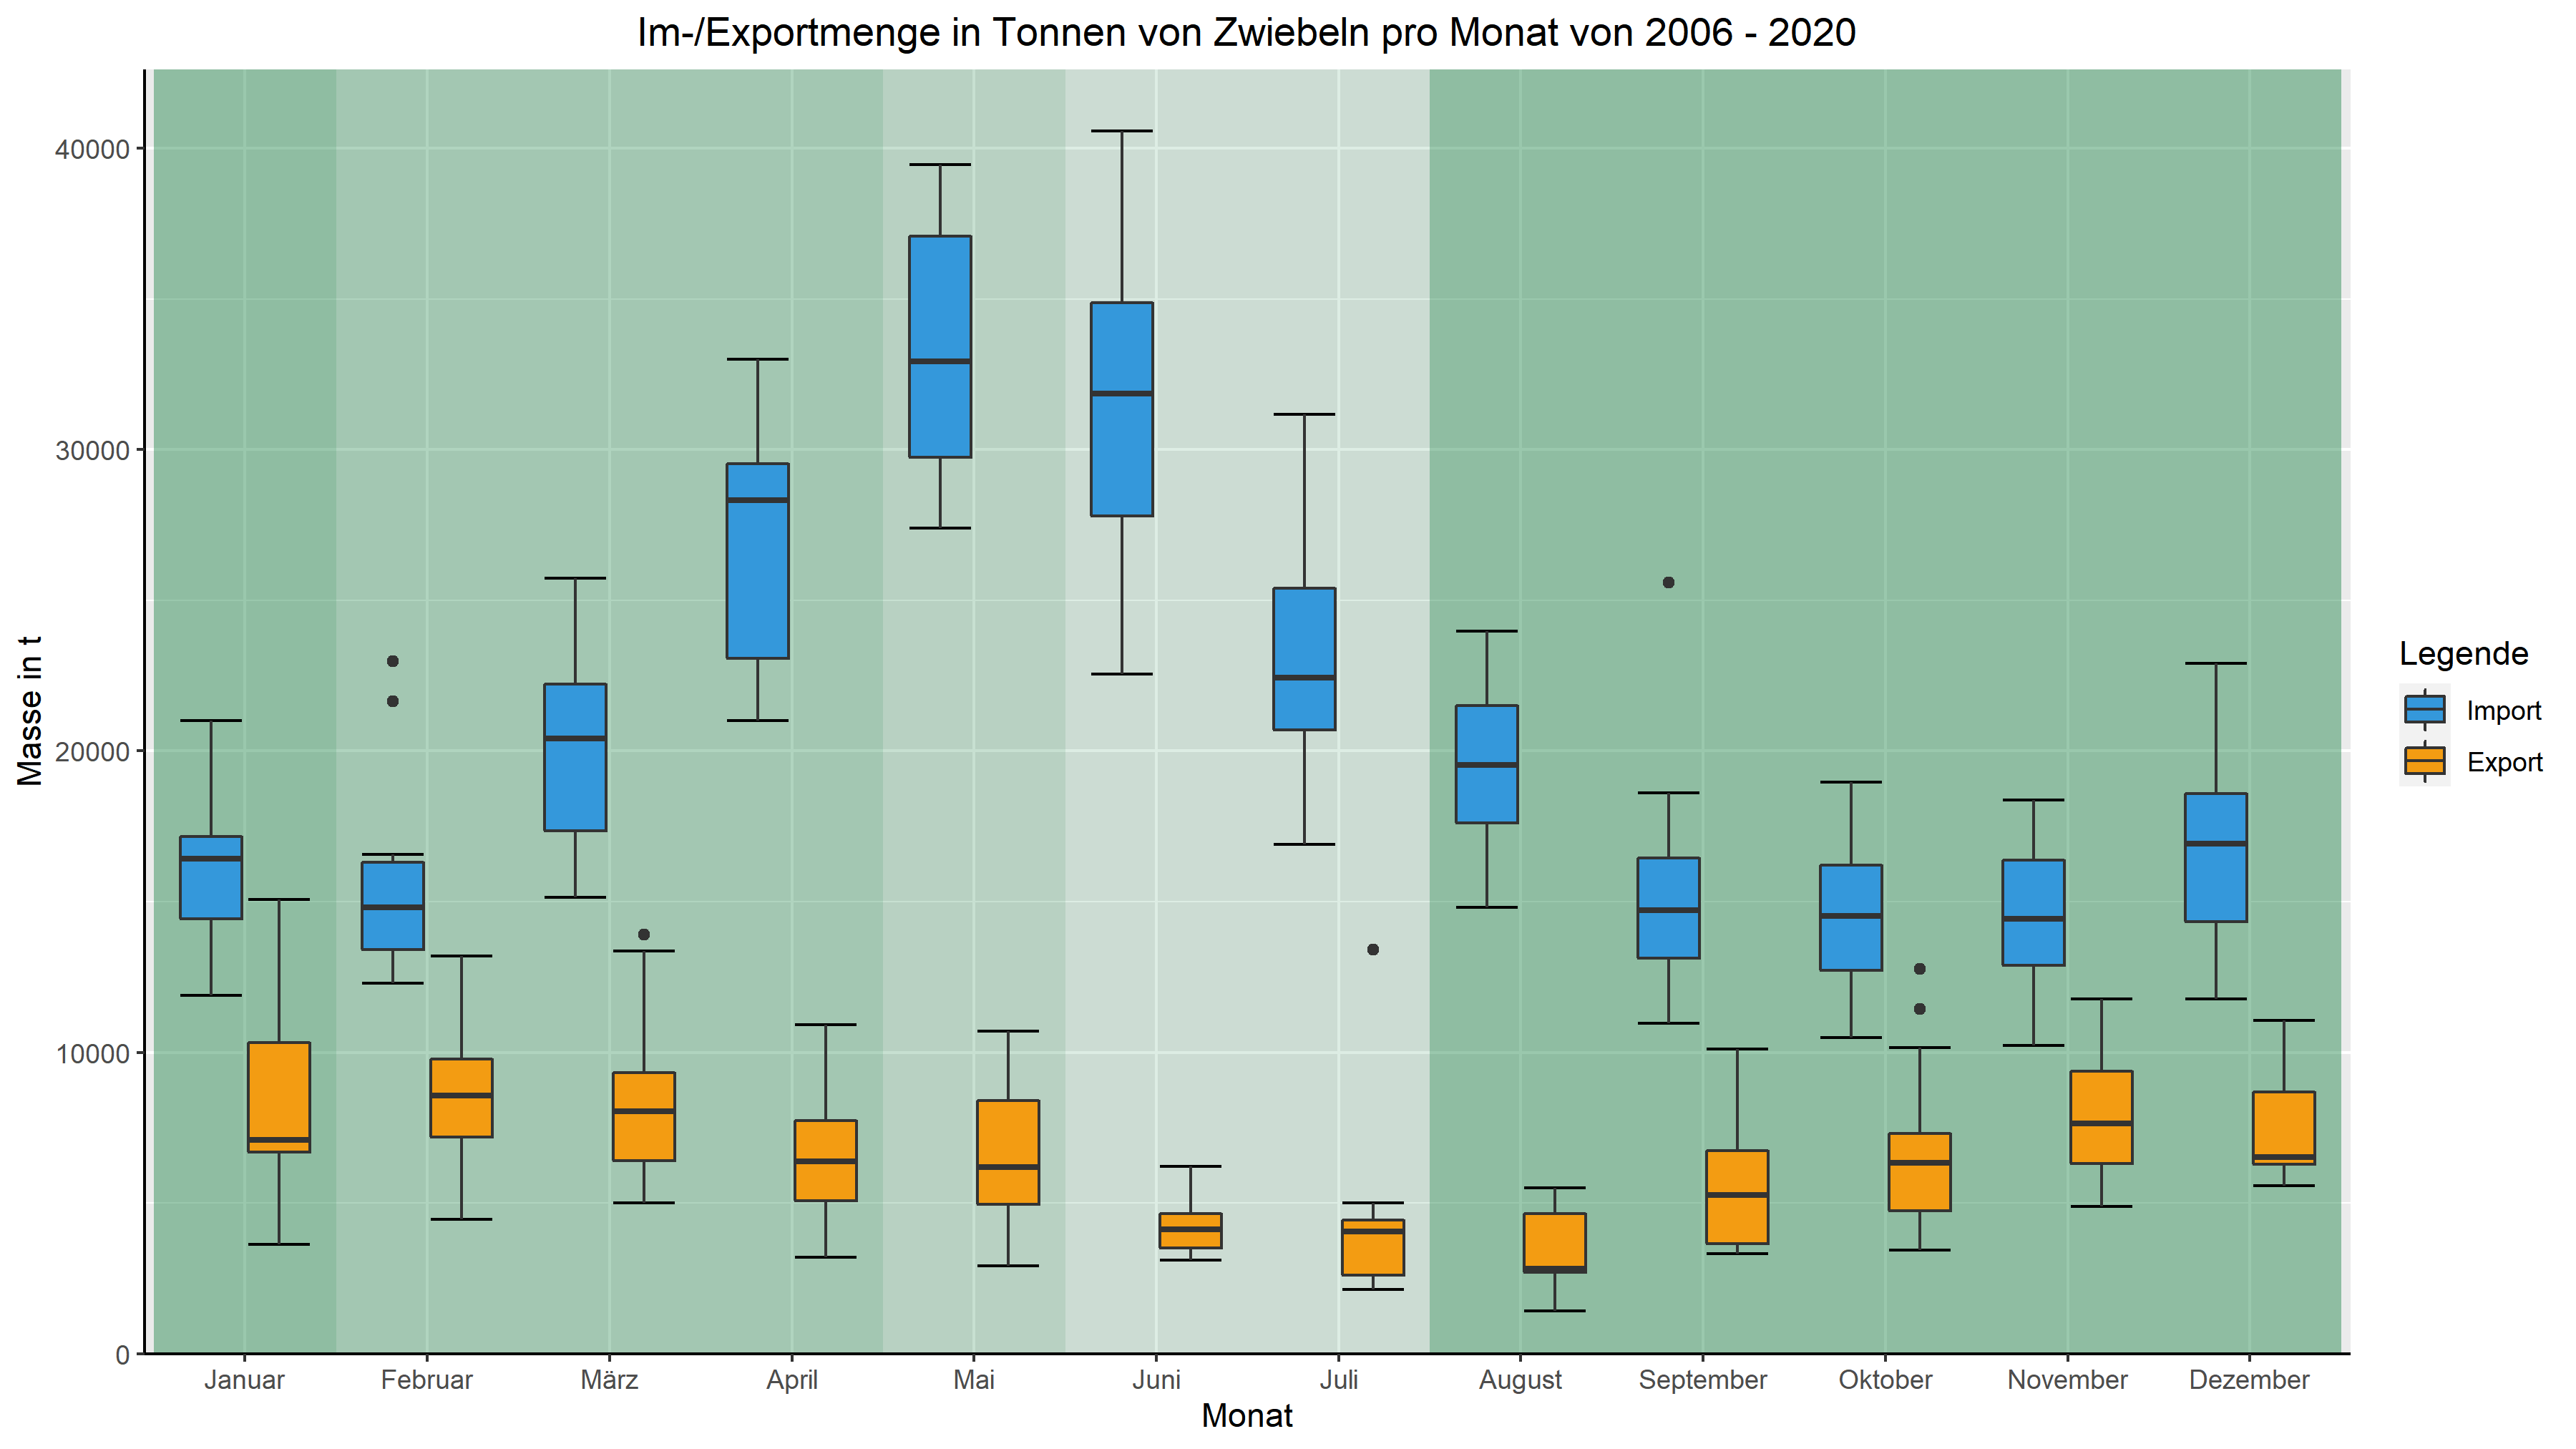 Im-/Exportmenge in Tonnen von Zwiebeln pro Monat von 2006 - 2020
Masse in t
40000
30000
20000
10000
0
Januar Februar März April Mai Juni Juli August September Oktober November Dezember
Monat
Legende
Import
Export